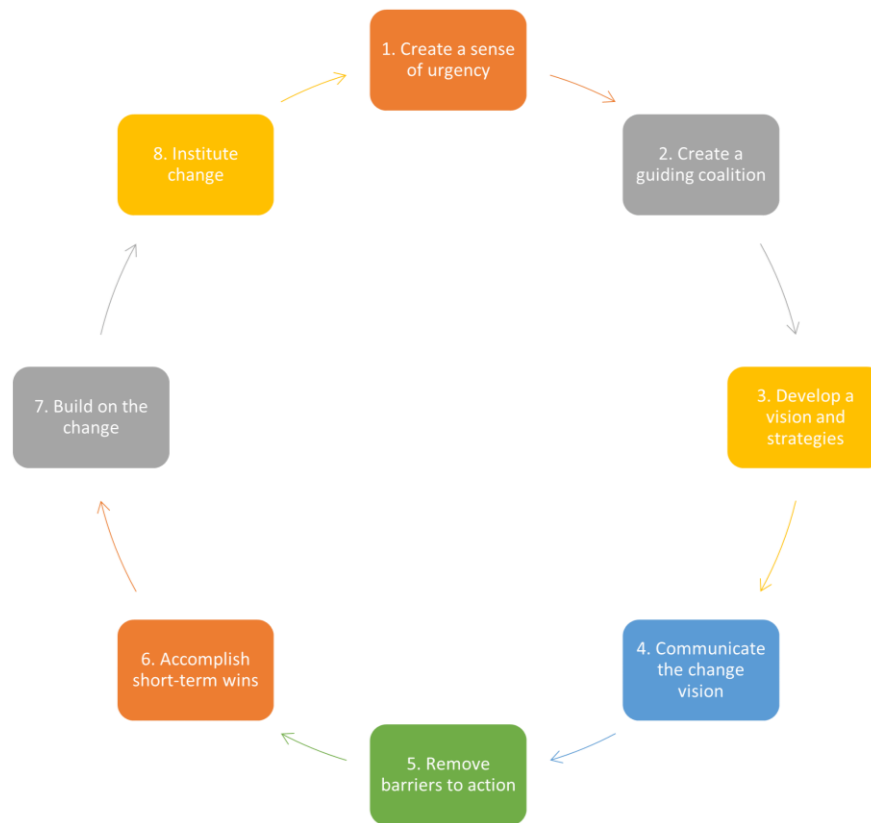 1. Create a sense
of urgency
2. Create a
guiding coalition
3. Develop a
vision and
strategies
4. Communicate
the change
vision
5. Remove
barriers to action
6. Accomplish
short-term wins
7. Build on the
change
8. Institute
change